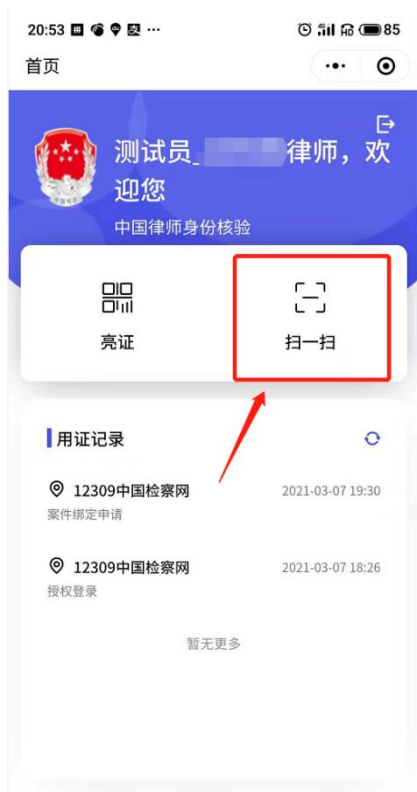 20:53 ··· 85
首页
测试员_ 律师，欢
迎您
中国律师身份核验
亮证
扫一扫
用证记录
12309中国检察网 2021-03-07 19:30
案件绑定申请
12309中国检察网 2021-03-07 18:26
授权登录
暂无更多